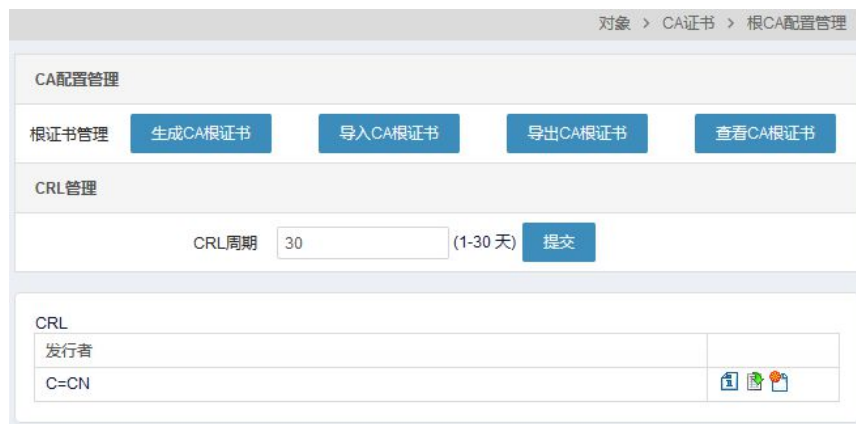 对象 > CA证书 > 根CA配置管理
CA配置管理
根证书管理 生成CA根证书 导入CA根证书 导出CA根证书 查看CA根证书
CRL管理
CRL周期 30 (1-30 天) 提交
CRL
发行者
C=CN